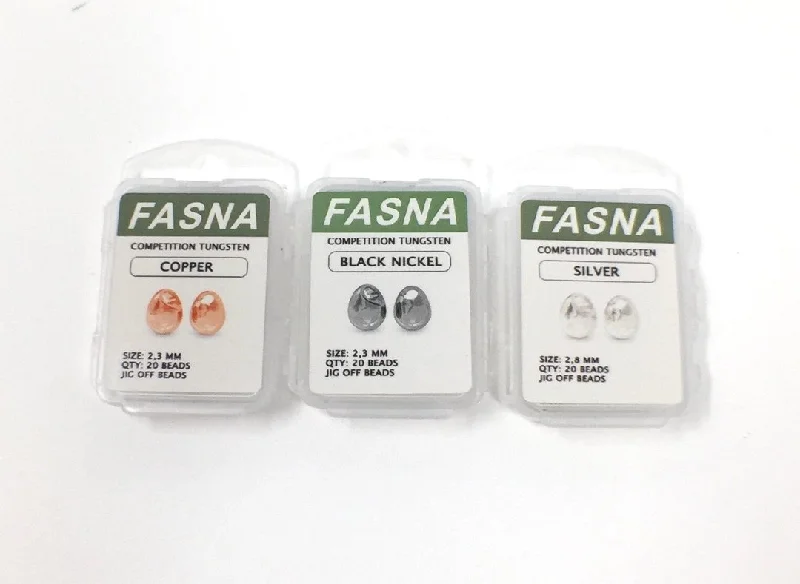 FASNA
COMPETITION TUNGSTEN
COPPER
SIZE: 2,3 MM
QTY: 20 BEADS
JIG OFF BEADS
FASNA
COMPETITION TUNGSTEN
BLACK NICKEL
SIZE: 2,3 MM
QTY: 20 BEADS
JIG OFF BEADS
FASNA
COMPETITION TUNGSTEN
SILVER
SIZE: 2,8 MM
QTY: 20 BEADS
JIG OFF BEADS